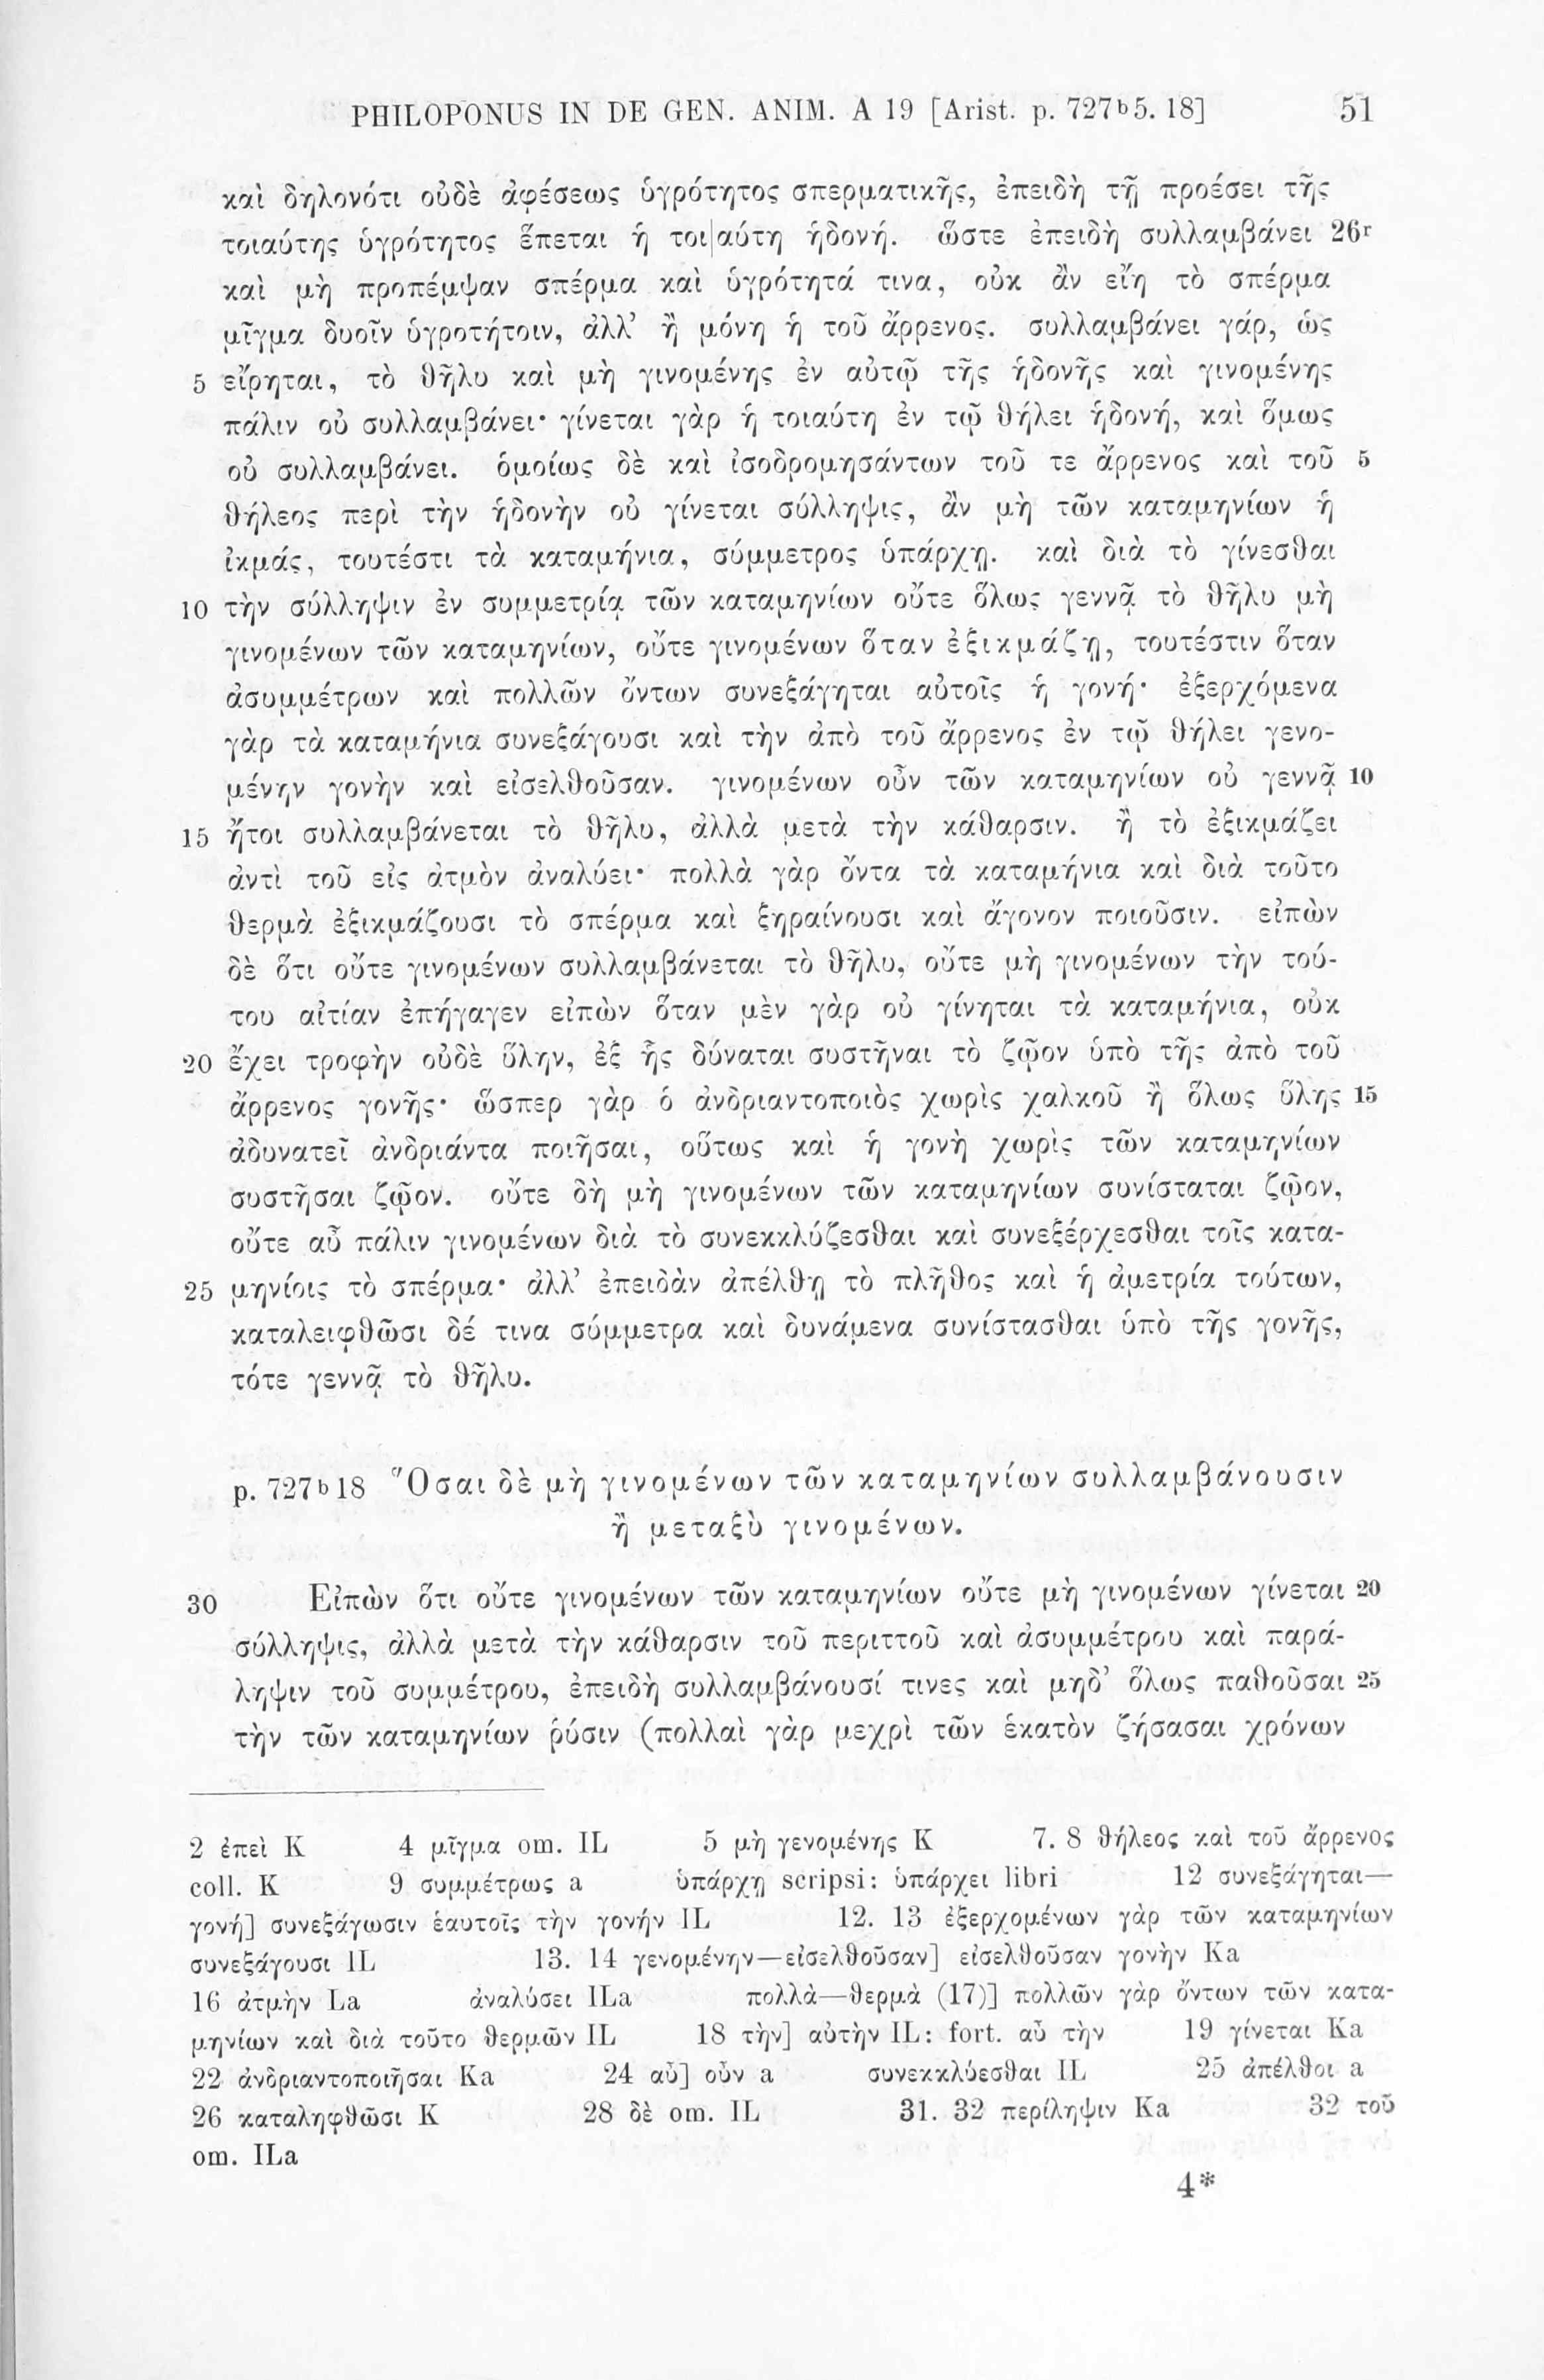 PHILOPONUS IN DE GEN. ANIM. A 19 [Arist. p. 727b5. 18] 51
καὶ δηλονότι οὐδὲ ἀφέσεως ὑγρότητος σπερματικῆς, ἐπειδὴ τῇ προέσει τῆς
τοιαύτης ὑγρότητος ἕπεται ἡ τοι|αύτη ἡδονή. ὥστε ἐπειδὴ συλλαμβάνει 26r
καὶ μὴ προπέμψαν σπέρμα καὶ ὑγρότητά τινα, οὐκ ἂν εἴη τὸ σπέρμα
μῖγμα δυοῖν ὑγροτήτοιν, ἀλλ’ ἢ μόνη ἡ τοῦ ἄρρενος. συλλαμβάνει γάρ, ὡς
5 εἴρηται, τὸ θῆλυ καὶ μὴ γινομένης ἐν αὐτῷ τῆς ἡδονῆς καὶ γινομένης
πάλιν οὐ συλλαμβάνει· γίνεται γὰρ ἡ τοιαύτη ἐν τῷ θήλει ἡδονή, καὶ ὅμως
οὐ συλλαμβάνει. ὁμοίως δὲ καὶ ἰσοδρομησάντων τοῦ τε ἄρρενος καὶ τοῦ 5
θήλεος περὶ τὴν ἡδονὴν οὐ γίνεται σύλληψις, ἂν μὴ τῶν καταμηνίων ἡ
ἰκμάς, τουτέστι τὰ καταμήνια, σύμμετρος ὑπάρχῃ. καὶ διὰ τὸ γίνεσθαι
10 τὴν σύλληψιν ἐν συμμετρίᾳ τῶν καταμηνίων οὔτε ὅλως γεννᾷ τὸ θῆλυ μὴ
γινομένων τῶν καταμηνίων, οὔτε γινομένων ὅταν ἐξικμάζῃ, τουτέστιν ὅταν
ἀσυμμέτρων καὶ πολλῶν ὄντων συνεξάγηται αὐτοῖς ἡ γονή· ἐξερχόμενα
γὰρ τὰ καταμήνια συνεξάγουσι καὶ τὴν ἀπὸ τοῦ ἄρρενος ἐν τῷ θήλει γενο-
μένην γονὴν καὶ εἰσελθοῦσαν. γινομένων οὖν τῶν καταμηνίων οὐ γεννᾷ 10
15 ἤτοι συλλαμβάνεται τὸ θῆλυ, ἀλλὰ μετὰ τὴν κάθαρσιν. ἢ τὸ ἐξικμάζει
ἀντὶ τοῦ εἰς ἀτμὸν ἀναλύει· πολλὰ γὰρ ὄντα τὰ καταμήνια καὶ διὰ τοῦτο
θερμὰ ἐξικμάζουσι τὸ σπέρμα καὶ ξηραίνουσι καὶ ἄγονον ποιοῦσιν. εἰπὼν
δὲ ὅτι οὔτε γινομένων συλλαμβάνεται τὸ θῆλυ, οὔτε μὴ γινομένων τὴν τού-
του αἰτίαν ἐπήγαγεν εἰπὼν ὅταν μὲν γὰρ οὐ γίνηται τὰ καταμήνια, οὐκ
20 ἔχει τροφὴν οὐδὲ ὕλην, ἐξ ἧς δύναται συστῆναι τὸ ζῷον ὑπὸ τῆς ἀπὸ τοῦ
ἄρρενος γονῆς· ὥσπερ γὰρ ὁ ἀνδριαντοποιὸς χωρὶς χαλκοῦ ἢ ὅλως ὕλης 15
ἀδυνατεῖ ἀνδριάντα ποιῆσαι, οὕτως καὶ ἡ γονὴ χωρὶς τῶν καταμηνίων
συστῆσαι ζῷον. οὔτε δὴ μὴ γινομένων τῶν καταμηνίων συνίσταται ζῷον,
οὔτε αὖ πάλιν γινομένων διὰ τὸ συνεκκλύζεσθαι καὶ συνεξέρχεσθαι τοῖς κατα-
25 μηνίοις τὸ σπέρμα· ἀλλ’ ἐπειδὰν ἀπέλθῃ τὸ πλῆθος καὶ ἡ ἀμετρία τούτων,
καταλειφθῶσι δέ τινα σύμμετρα καὶ δυνάμενα συνίστασθαι ὑπὸ τῆς γονῆς,
τότε γεννᾷ τὸ θῆλυ.
p. 727b18 Ὅσαι δὲ μὴ γινομένων τῶν καταμηνίων συλλαμβάνουσιν
ἢ μεταξὺ γινομένων.
30 Εἰπὼν ὅτι οὔτε γινομένων τῶν καταμηνίων οὔτε μὴ γινομένων γίνεται 20
σύλληψις, ἀλλὰ μετὰ τὴν κάθαρσιν τοῦ περιττοῦ καὶ ἀσυμμέτρου καὶ παρά-
ληψιν τοῦ συμμέτρου, ἐπειδὴ συλλαμβάνουσί τινες καὶ μηδ’ ὅλως παθοῦσαι 25
τὴν τῶν καταμηνίων ῥύσιν (πολλαὶ γὰρ μεχρὶ τῶν ἑκατὸν ζήσασαι χρόνων
2 ἐπεὶ K 4 μῖγμα om. IL 5 μὴ γενομένης K 7. 8 θήλεος καὶ τοῦ ἄρρενος
coll. K 9 συμμέτρως a ὑπάρχῃ scripsi: ὑπάρχει libri 12 συνεξάγηται—
γονή] συνεξάγωσιν ἑαυτοῖς τὴν γονήν IL 12. 13 ἐξερχομένων γὰρ τῶν καταμηνίων
συνεξάγουσι IL 13. 14 γενομένην—εἰσελθοῦσαν] εἰσελθοῦσαν γονὴν Ka
16 ἀτμὴν La ἀναλύσει ILa πολλὰ—θερμὰ (17)] πολλῶν γὰρ ὄντων τῶν κατα-
μηνίων καὶ διὰ τοῦτο θερμῶν IL 18 τὴν] αὐτὴν IL: fort. αὖ τὴν 19 γίνεται Ka
22 ἀνδριαντοποιῆσαι Ka 24 αὖ] οὖν a συνεκκλύεσθαι IL 25 ἀπέλθοι a
26 καταληφθῶσι K 28 δὲ om. IL 31. 32 περίληψιν Ka 32 τοῦ
om. ILa
4*